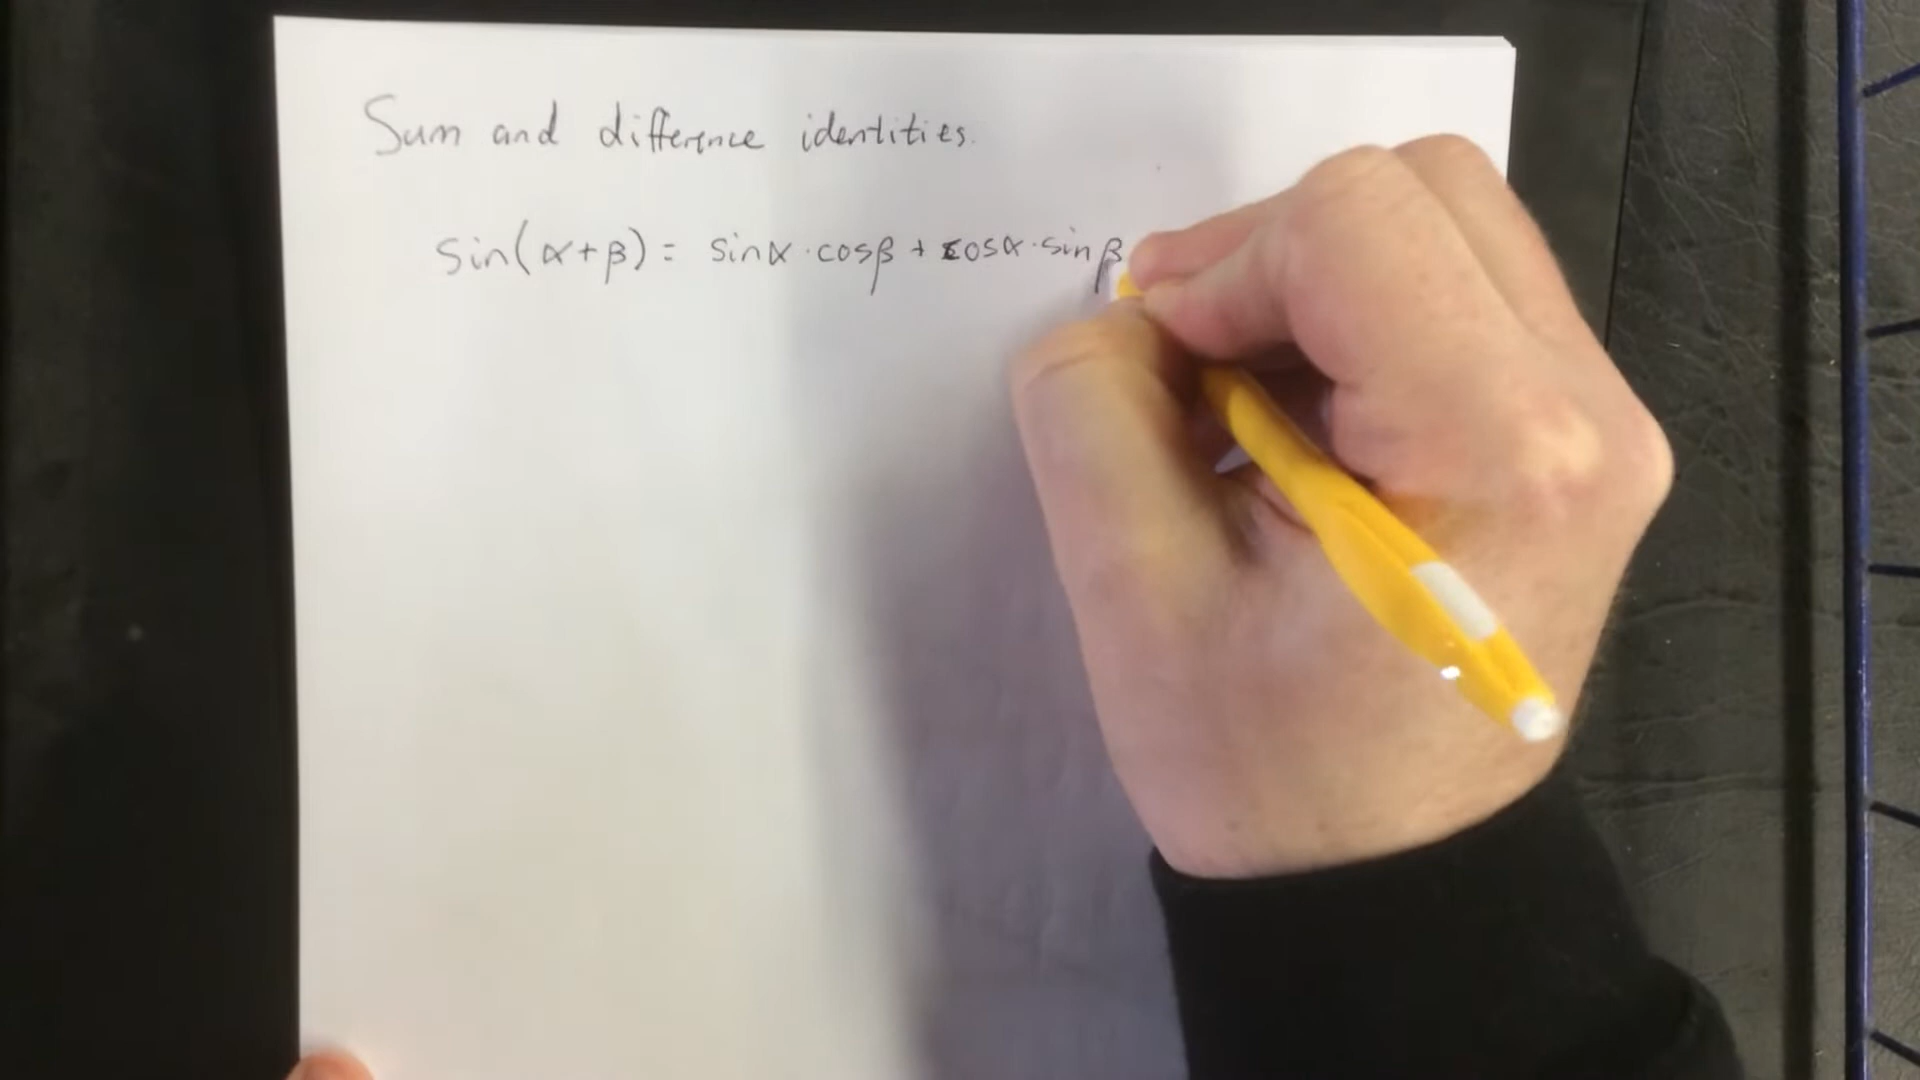 Sum and difference identities.
sin(α+β) = sinα · cosβ + cosα · sinβ